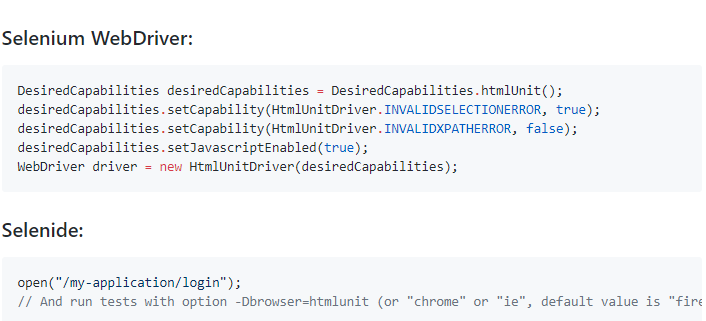 Selenium WebDriver:
DesiredCapabilities desiredCapabilities = DesiredCapabilities.htmlUnit();
desiredCapabilities.setCapability(HtmlUnitDriver.INVALIDSELECTIONERROR, true);
desiredCapabilities.setCapability(HtmlUnitDriver.INVALIDXPATHERROR, false);
desiredCapabilities.setJavascriptEnabled(true);
WebDriver driver = new HtmlUnitDriver(desiredCapabilities);
Selenide:
open("/my-application/login");
// And run tests with option -Dbrowser=htmlunit (or "chrome" or "ie", default value is "fire